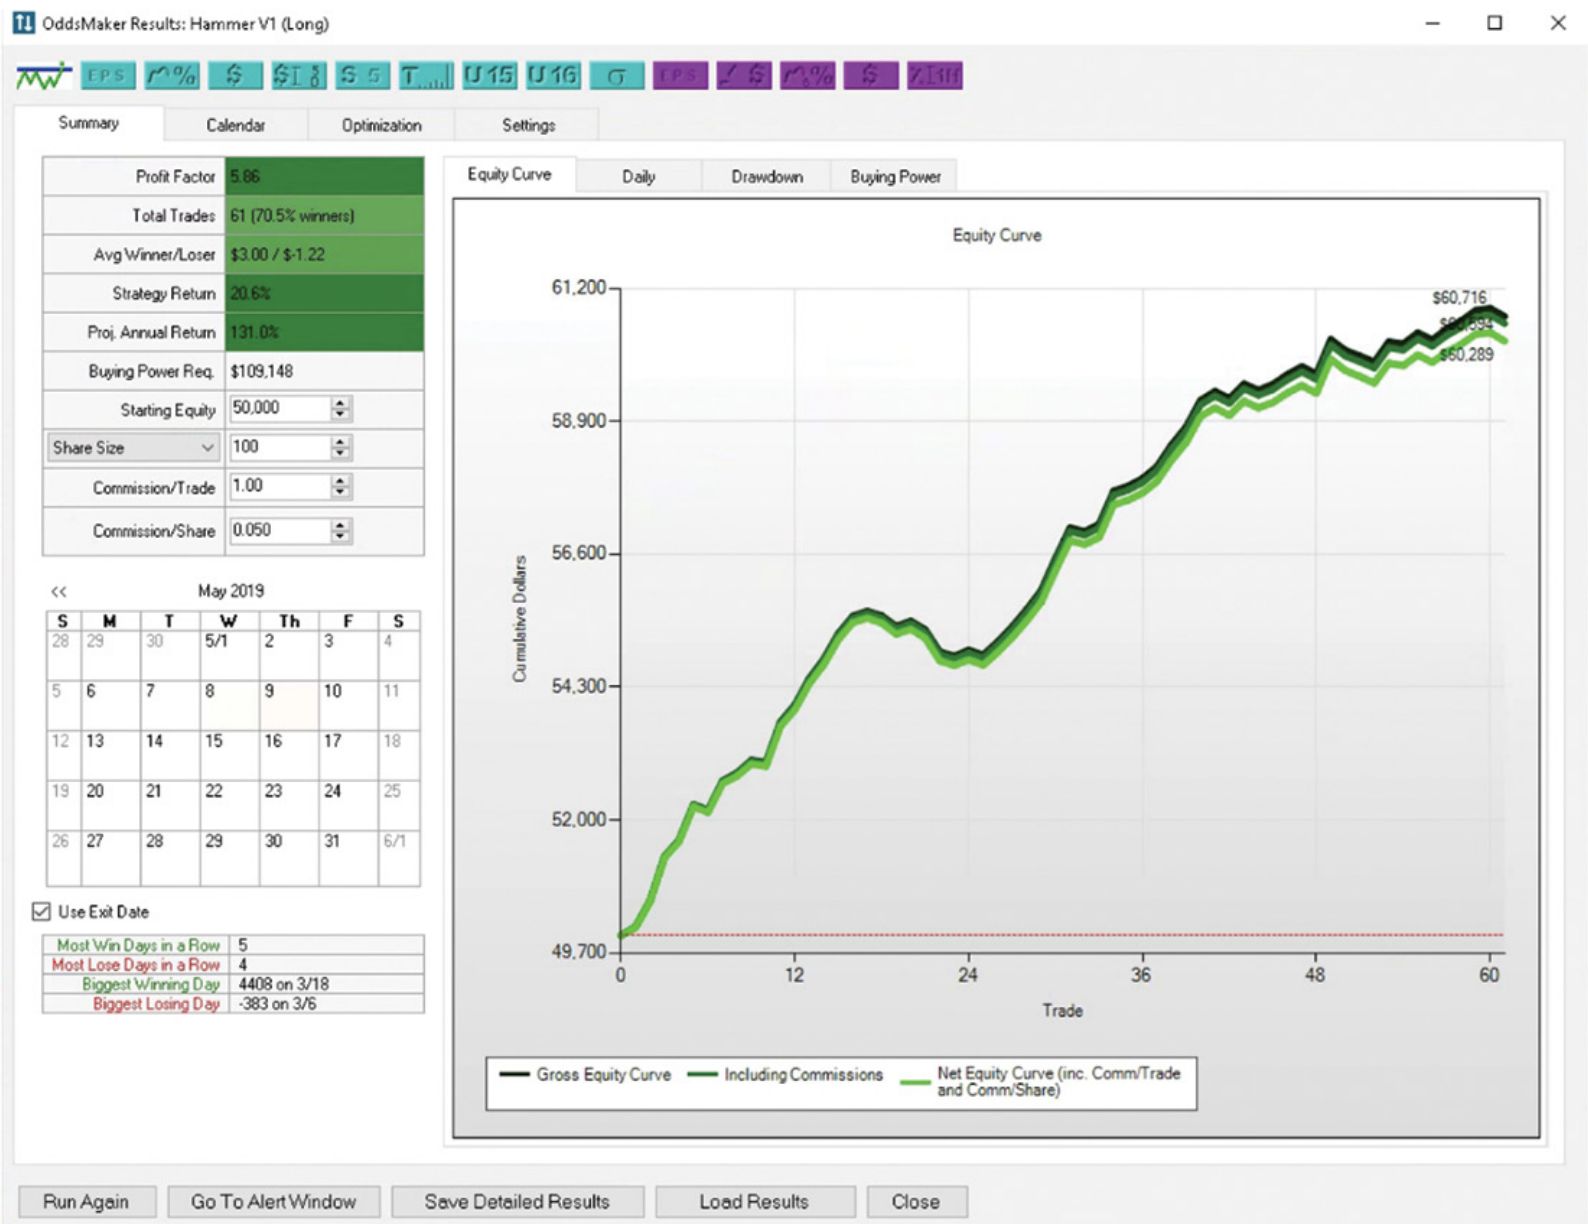 OddsMaker Results: Hammer V1 (Long)
EPS
%
$
$
S 5
T
U 15
U 16
σ
EPS
$
%
$
Summary
Calendar
Optimization
Settings
Profit Factor 5.86
Total Trades 61 (70.5% winners)
Avg Winner/Loser $3.00 / $-1.22
Strategy Return 20.6%
Proj. Annual Return 131.0%
Buying Power Req. $109,148
Starting Equity 50,000
Share Size 100
Commission/Trade 1.00
Commission/Share 0.050
<< May 2019
S M T W Th F S
28 29 30 5/1 2 3 4
5 6 7 8 9 10 11
12 13 14 15 16 17 18
19 20 21 22 23 24 25
26 27 28 29 30 31 6/1
Use Exit Date
Most Win Days in a Row 5
Most Lose Days in a Row 4
Biggest Winning Day 4408 on 3/18
Biggest Losing Day -383 on 3/6
Equity Curve
Daily
Drawdown
Buying Power
Equity Curve
61,200
58,900
56,600
54,300
52,000
49,700
Cumulative Dollars
$60,716
$60,289
0 12 24 36 48 60
Trade
Gross Equity Curve
Including Commissions
Net Equity Curve (inc. Comm/Trade
and Comm/Share)
Run Again
Go To Alert Window
Save Detailed Results
Load Results
Close